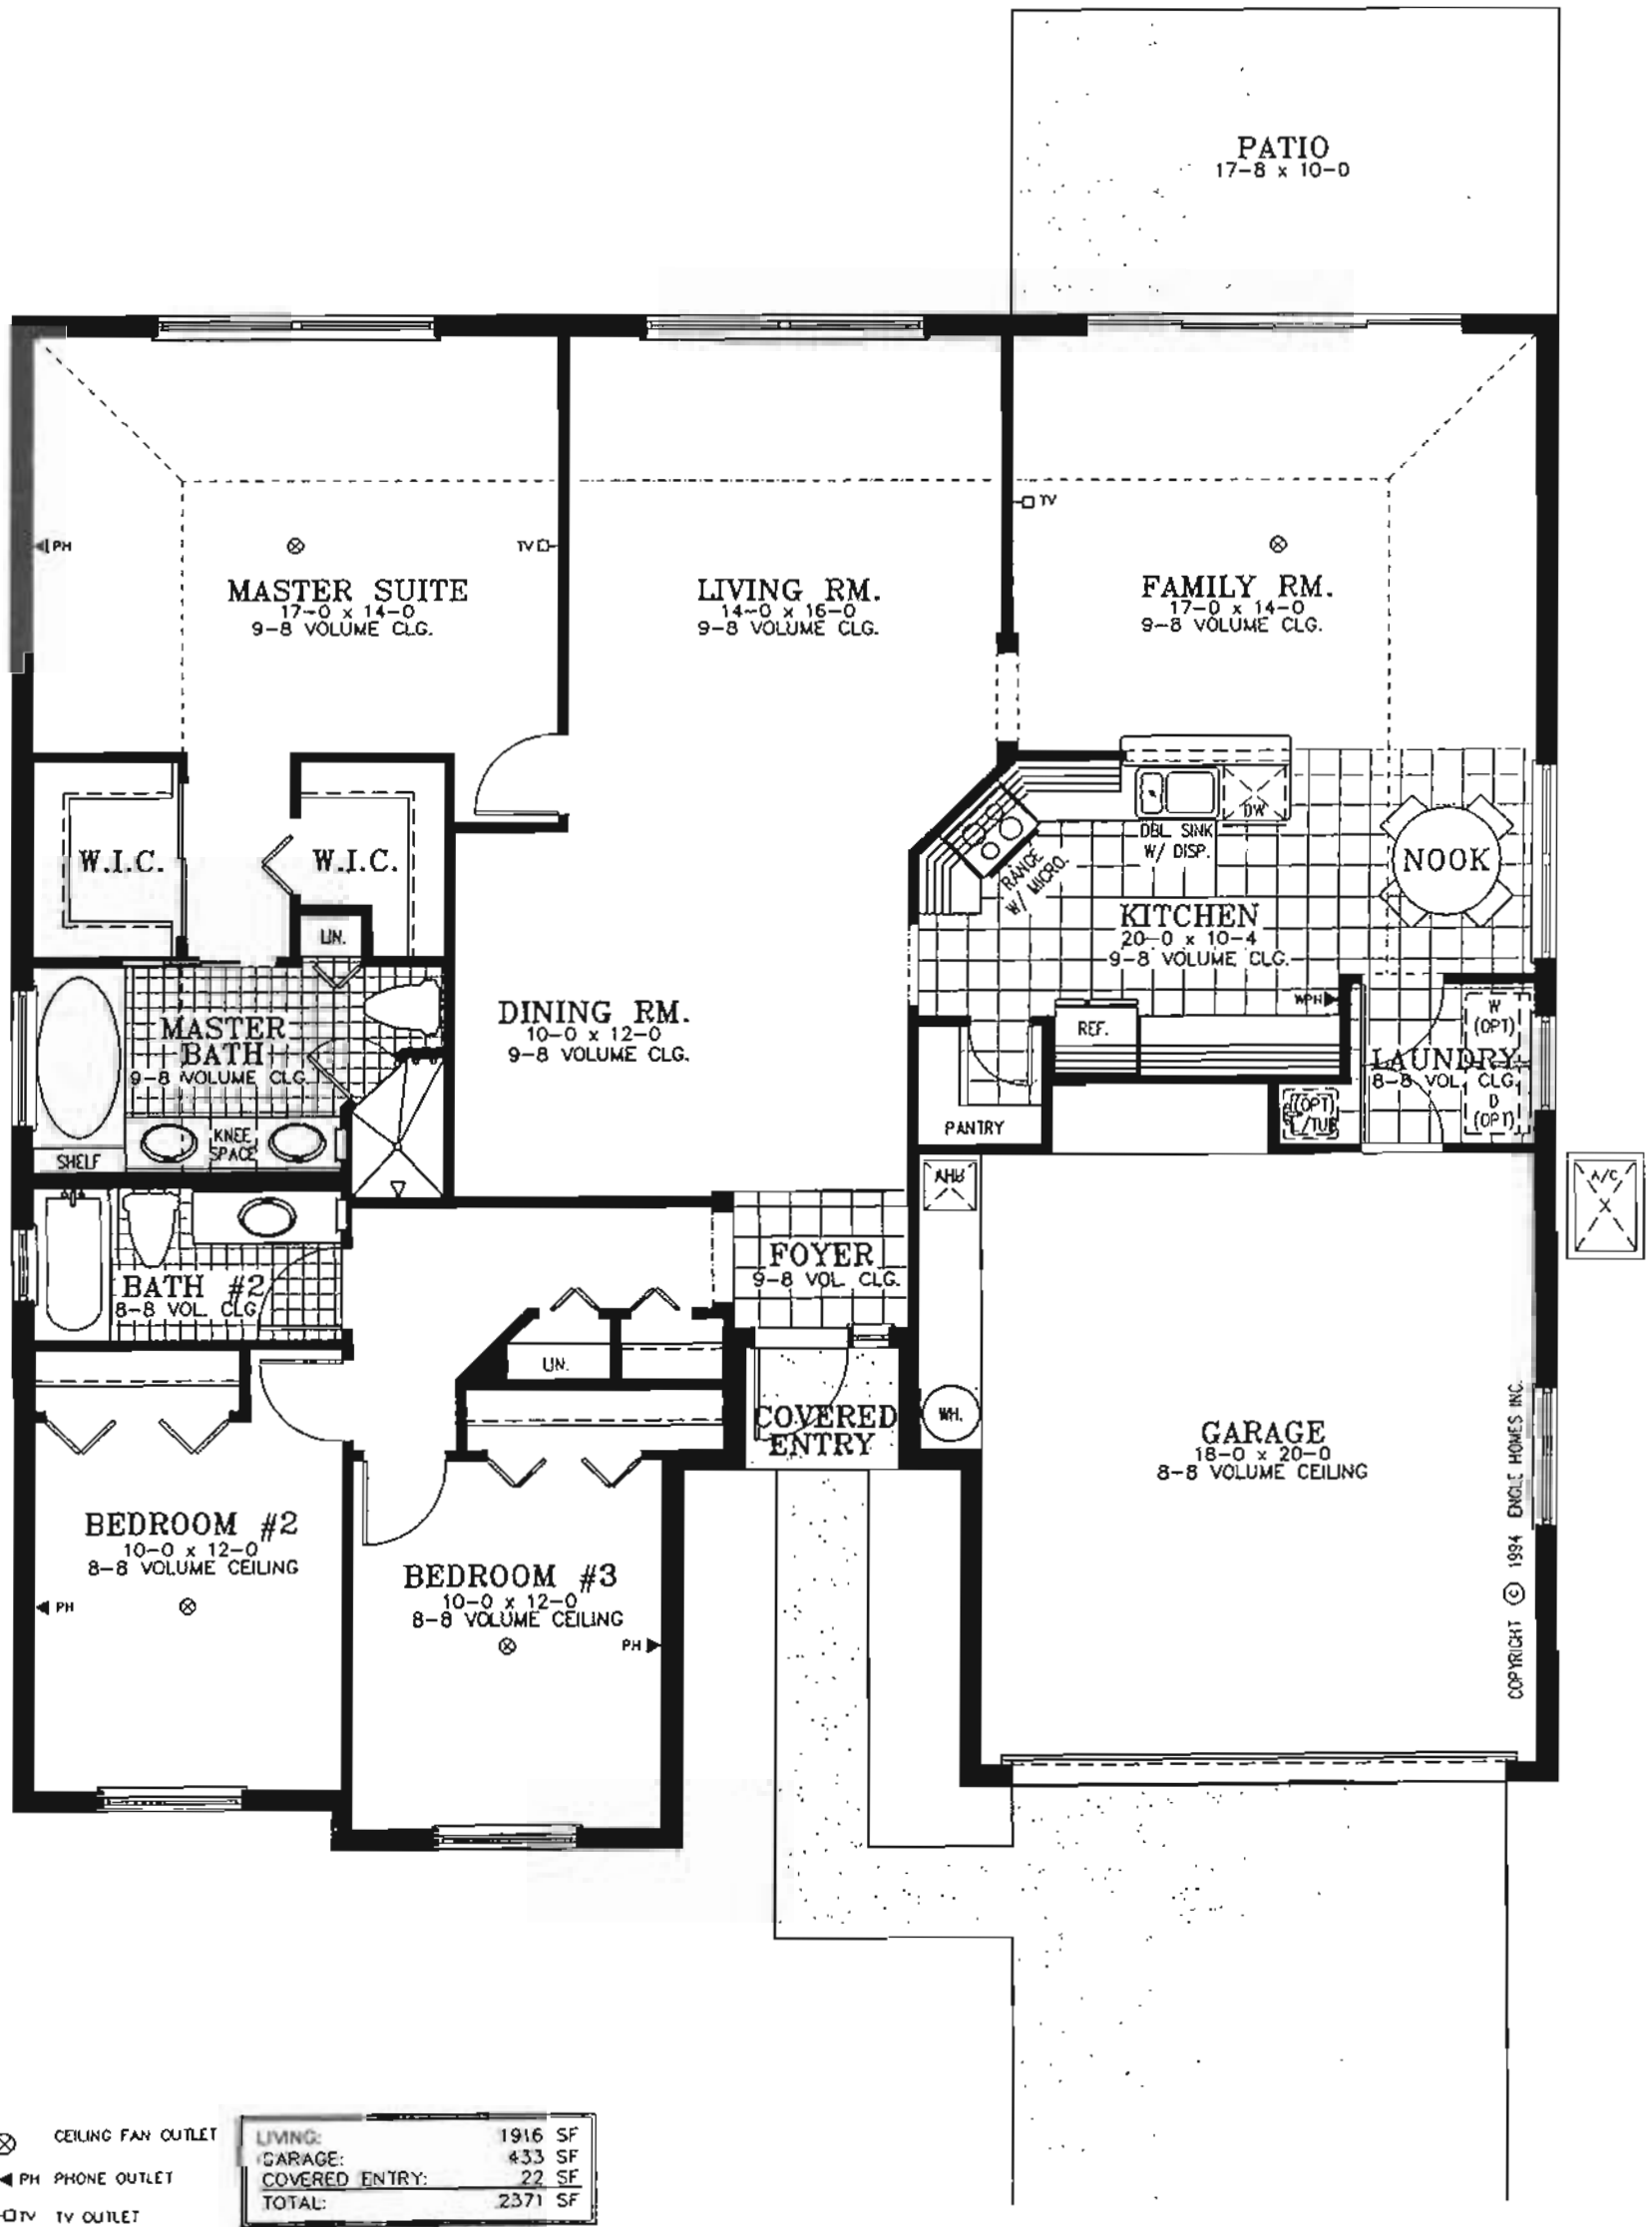 PATIO
17-8 x 10-0
TV
PH
TV
MASTER SUITE
17-0 x 14-0
9-8 VOLUME CLG.
LIVING RM.
14-0 x 16-0
9-8 VOLUME CLG.
FAMILY RM.
17-0 x 14-0
9-8 VOLUME CLG.
W.I.C.
W.I.C.
LIN.
DW
DBL. SINK
W/ DISP.
RANGE
W/ MICRO.
NOOK
KITCHEN
20-0 x 10-4
9-8 VOLUME CLG.
WPH
REF.
MASTER
BATH
9-8 VOLUME CLG.
KNEE
SPACE
SHELF
DINING RM.
10-0 x 12-0
9-8 VOLUME CLG.
PANTRY
W
(OPT)
LAUNDRY
8-8 VOL. CLG.
D
(OPT)
(OPT)
L/TUB
A/C
AHU
BATH #2
8-8 VOL. CLG
FOYER
9-8 VOL. CLG.
LIN.
WH.
COVERED
ENTRY
GARAGE
18-0 x 20-0
8-8 VOLUME CEILING
COPYRIGHT © 1994 ENGLE HOMES INC.
BEDROOM #2
10-0 x 12-0
8-8 VOLUME CEILING
PH
BEDROOM #3
10-0 x 12-0
8-8 VOLUME CEILING
PH
CEILING FAN OUTLET
PH PHONE OUTLET
TV TV OUTLET
LIVING: 1916 SF
GARAGE: 433 SF
COVERED ENTRY: 22 SF
TOTAL: 2371 SF